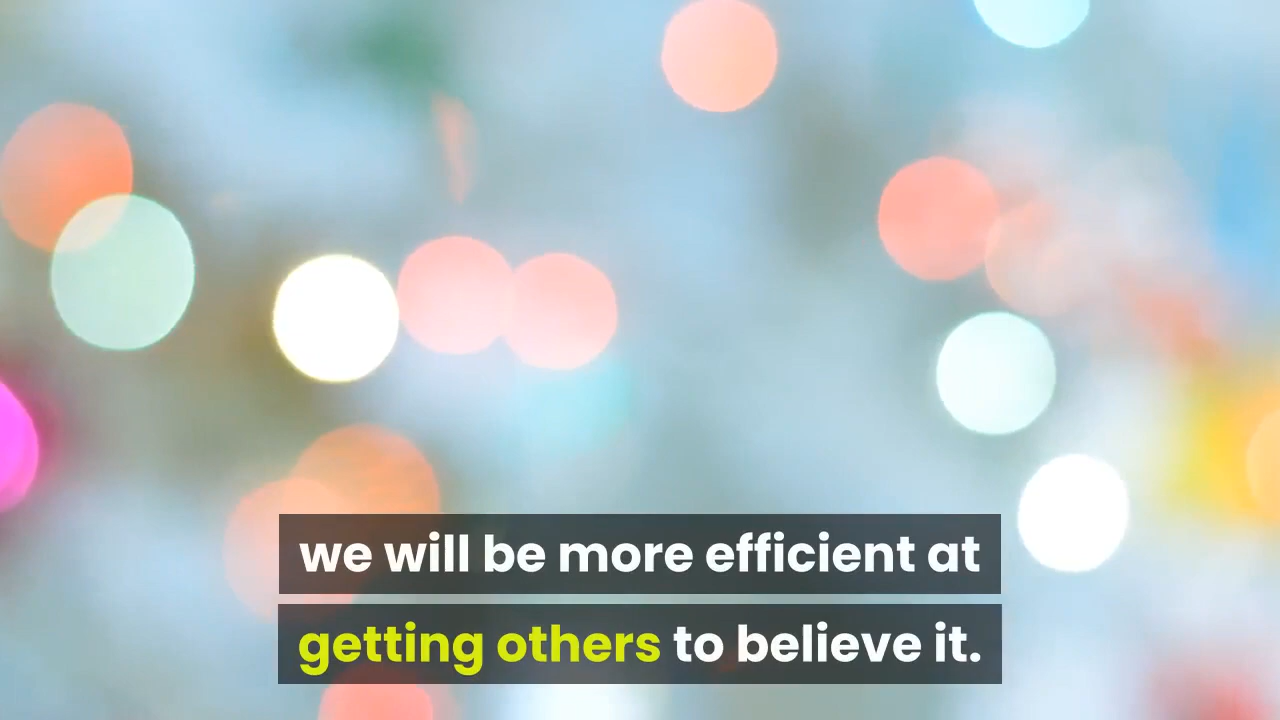 we will be more efficient at
getting others to believe it.